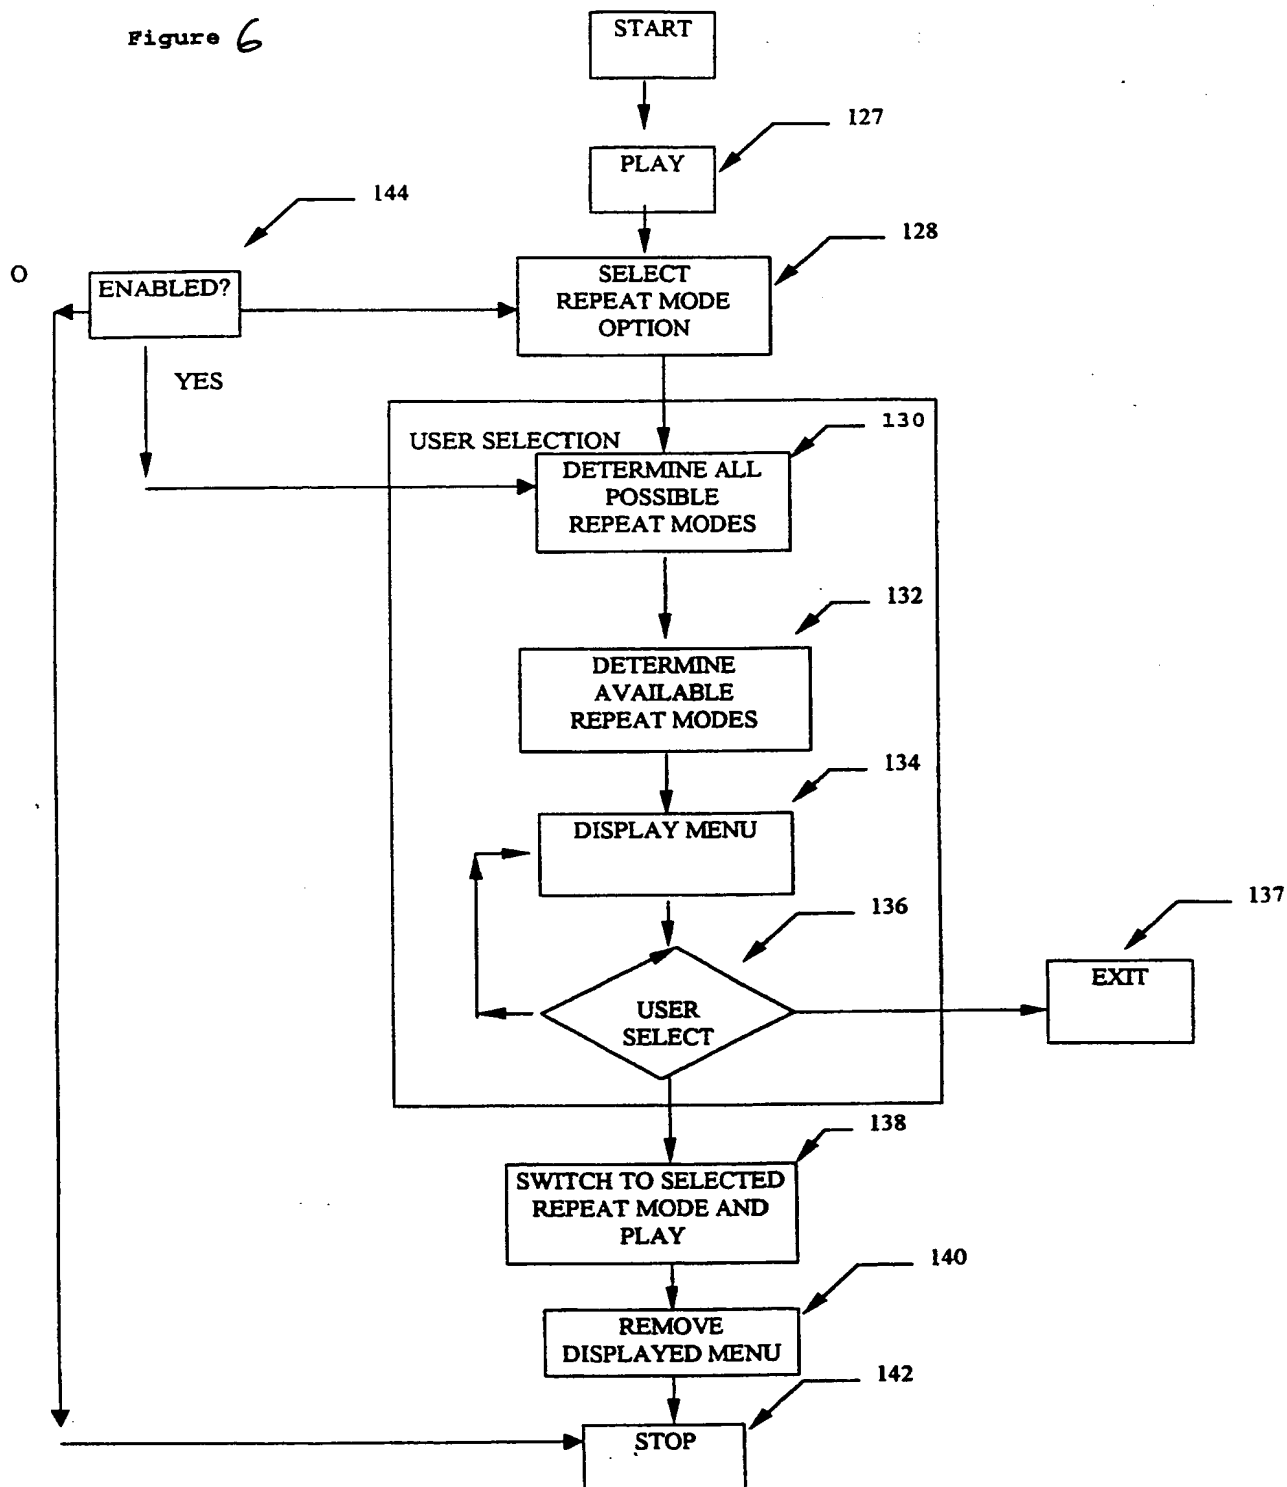 Figure 6
START
127
PLAY
144
128
O
ENABLED?
SELECT
REPEAT MODE
OPTION
YES
130
USER SELECTION
DETERMINE ALL
POSSIBLE
REPEAT MODES
132
DETERMINE
AVAILABLE
REPEAT MODES
134
DISPLAY MENU
136
137
USER
SELECT
EXIT
138
SWITCH TO SELECTED
REPEAT MODE AND
PLAY
140
REMOVE
DISPLAYED MENU
142
STOP